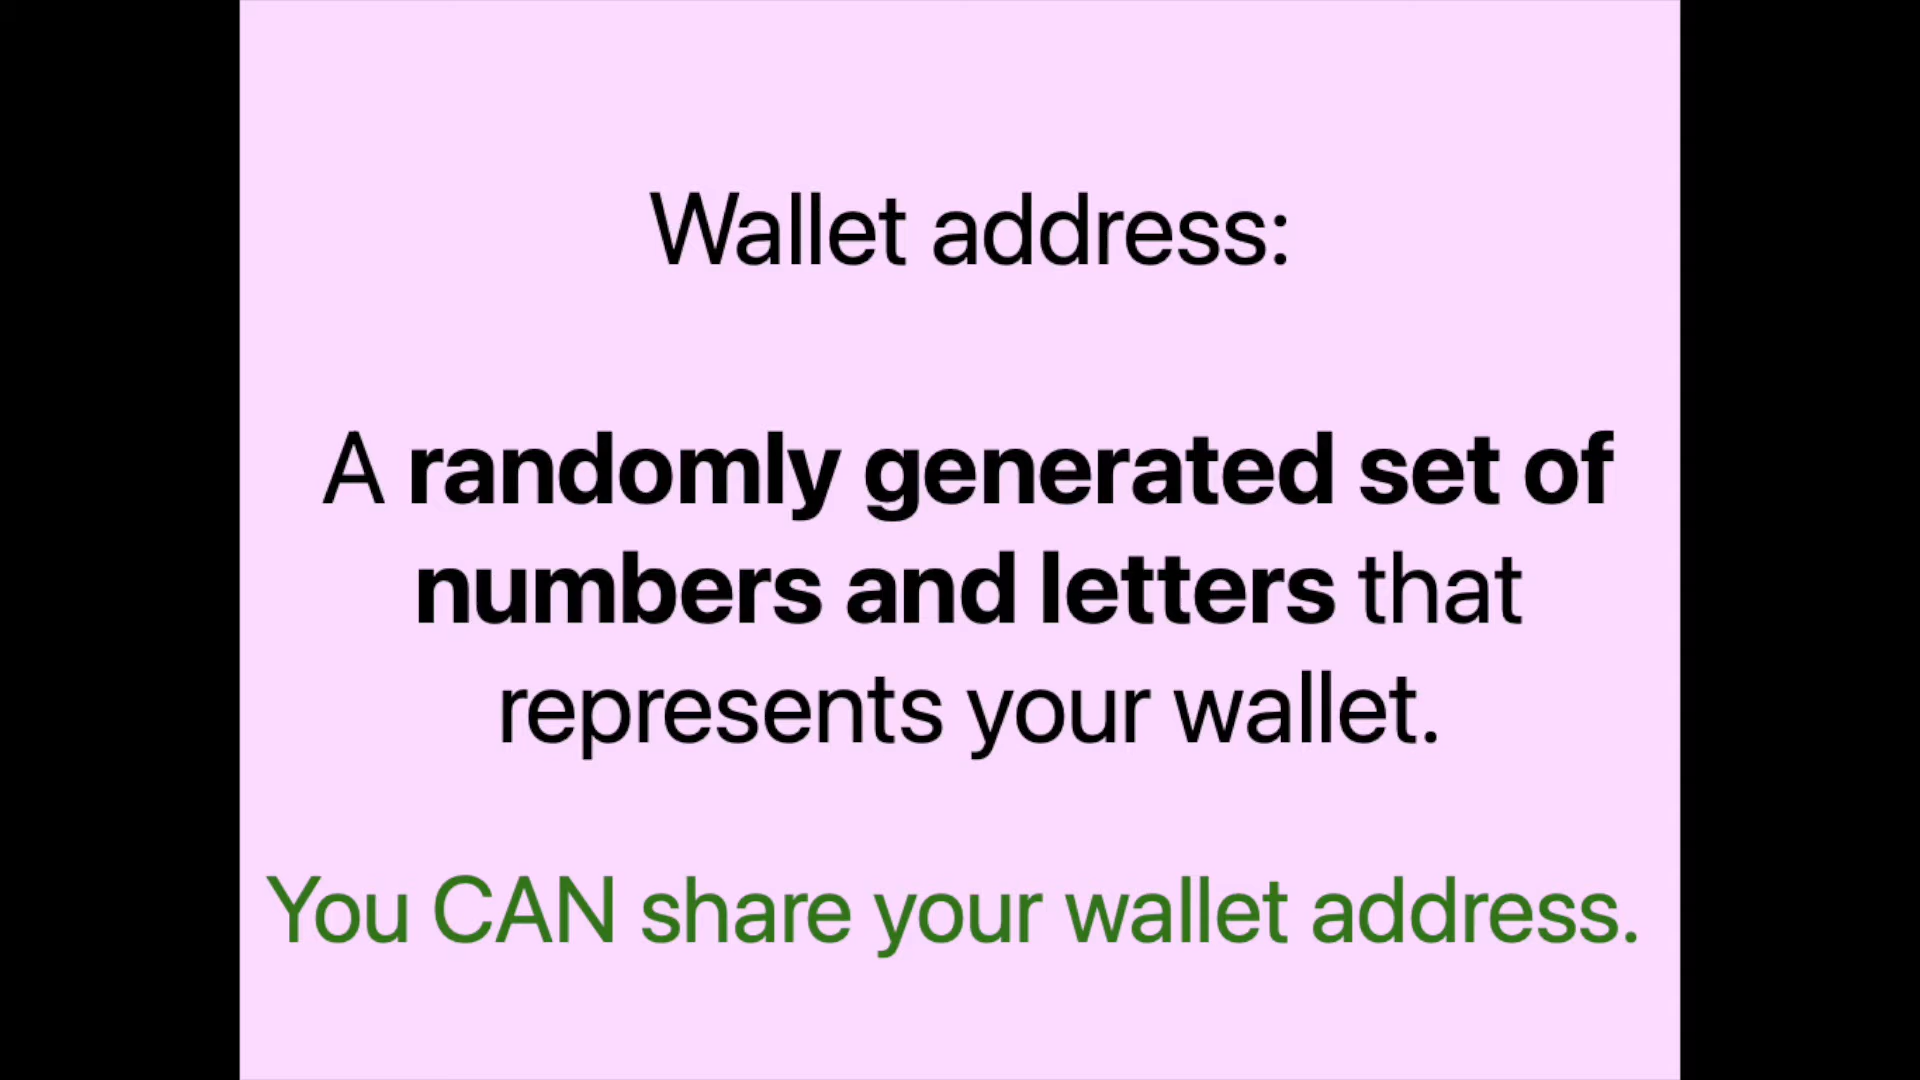 Wallet address:
A randomly generated set of
numbers and letters that
represents your wallet.
You CAN share your wallet address.